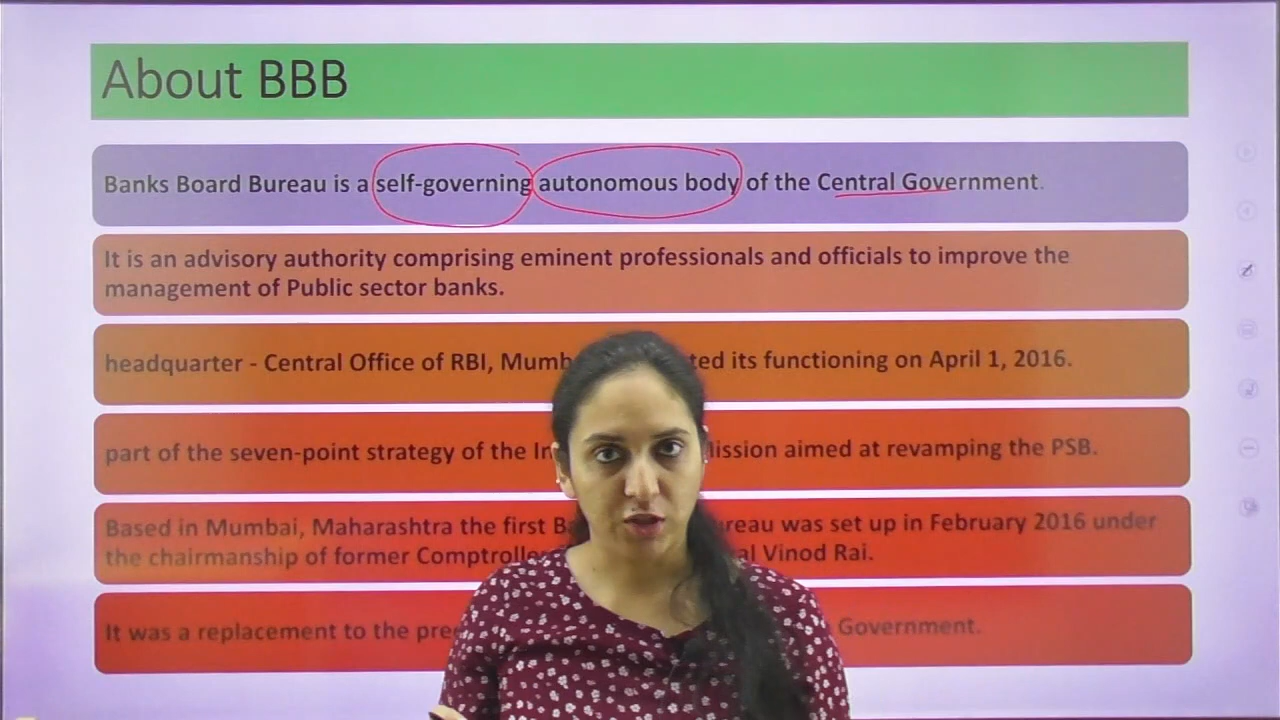 About BBB
Banks Board Bureau is a self-governing autonomous body of the Central Government.
It is an advisory authority comprising eminent professionals and officials to improve the
management of Public sector banks.
headquarter - Central Office of RBI, Mumb ted its functioning on April 1, 2016.
part of the seven-point strategy of the In ission aimed at revamping the PSB.
Based in Mumbai, Maharashtra the first Ba reau was set up in February 2016 under
the chairmanship of former Comptrolle al Vinod Rai.
It was a replacement to the pre Government.